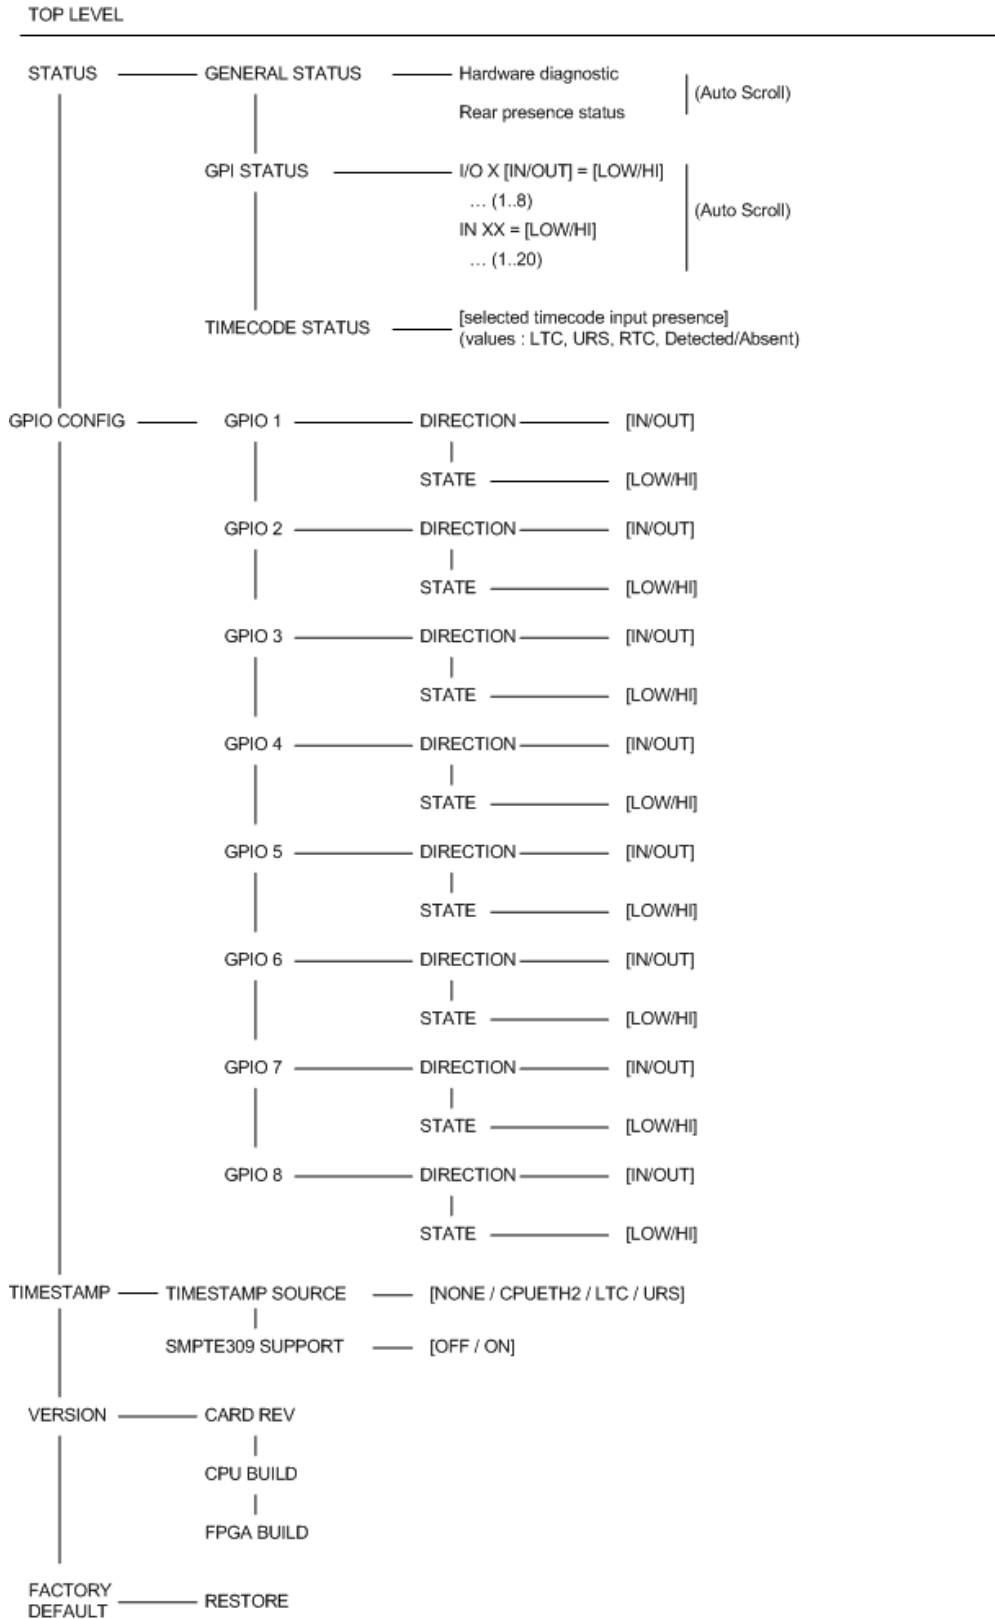 TOP LEVEL
STATUS GENERAL STATUS Hardware diagnostic
(Auto Scroll)
Rear presence status
GPI STATUS I/O X [IN/OUT] = [LOW/HI]
... (1..8)
(Auto Scroll)
IN XX = [LOW/HI]
... (1..20)
TIMECODE STATUS [selected timecode input presence]
(values : LTC, URS, RTC, Detected/Absent)
GPIO CONFIG GPIO 1 DIRECTION [IN/OUT]
STATE [LOW/HI]
GPIO 2 DIRECTION [IN/OUT]
STATE [LOW/HI]
GPIO 3 DIRECTION [IN/OUT]
STATE [LOW/HI]
GPIO 4 DIRECTION [IN/OUT]
STATE [LOW/HI]
GPIO 5 DIRECTION [IN/OUT]
STATE [LOW/HI]
GPIO 6 DIRECTION [IN/OUT]
STATE [LOW/HI]
GPIO 7 DIRECTION [IN/OUT]
STATE [LOW/HI]
GPIO 8 DIRECTION [IN/OUT]
STATE [LOW/HI]
TIMESTAMP TIMESTAMP SOURCE [NONE / CPUETH2 / LTC / URS]
SMPTE309 SUPPORT [OFF / ON]
VERSION CARD REV
CPU BUILD
FPGA BUILD
FACTORY
DEFAULT RESTORE